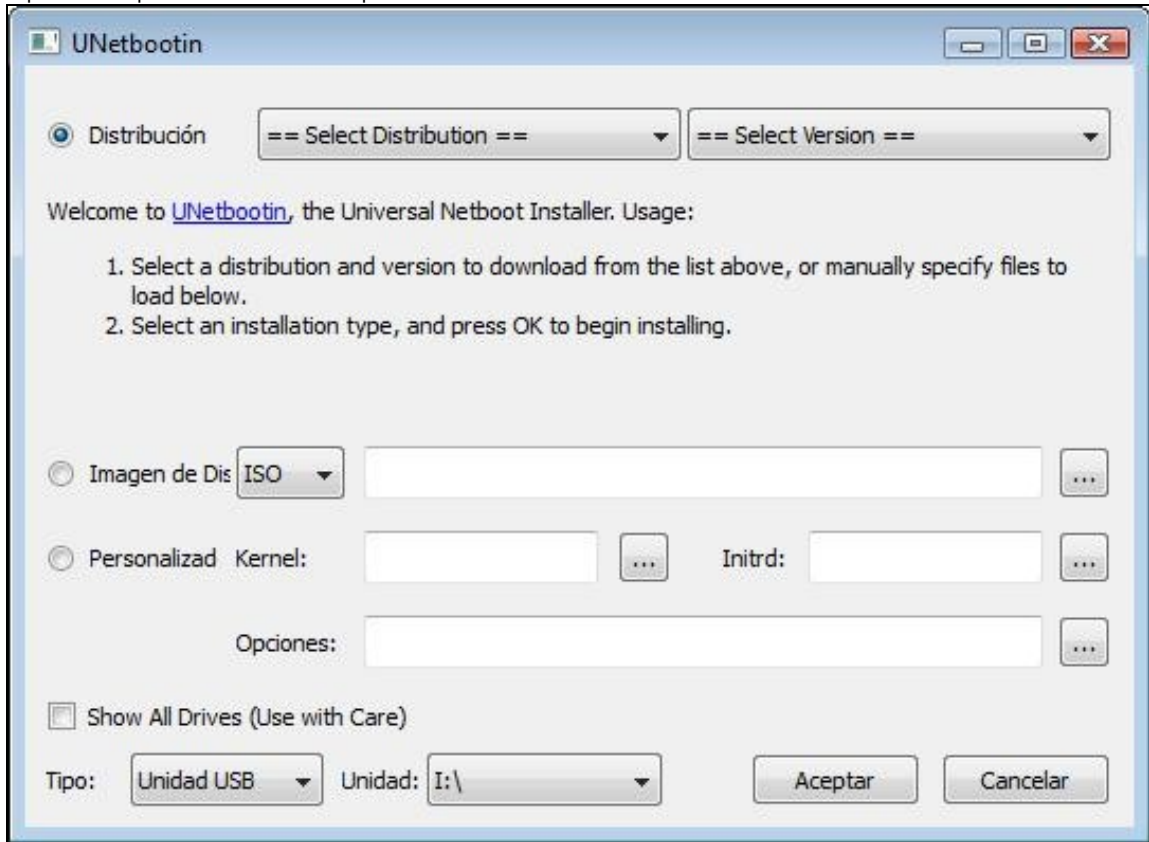 UNetbootin
Distribución == Select Distribution == == Select Version ==
Welcome to UNetbootin, the Universal Netboot Installer. Usage:
1. Select a distribution and version to download from the list above, or manually specify files to
load below.
2. Select an installation type, and press OK to begin installing.
Imagen de Dis ISO ...
Personalizad Kernel: ... Initrd: ...
Opciones: ...
Show All Drives (Use with Care)
Tipo: Unidad USB Unidad: I:\ Aceptar Cancelar